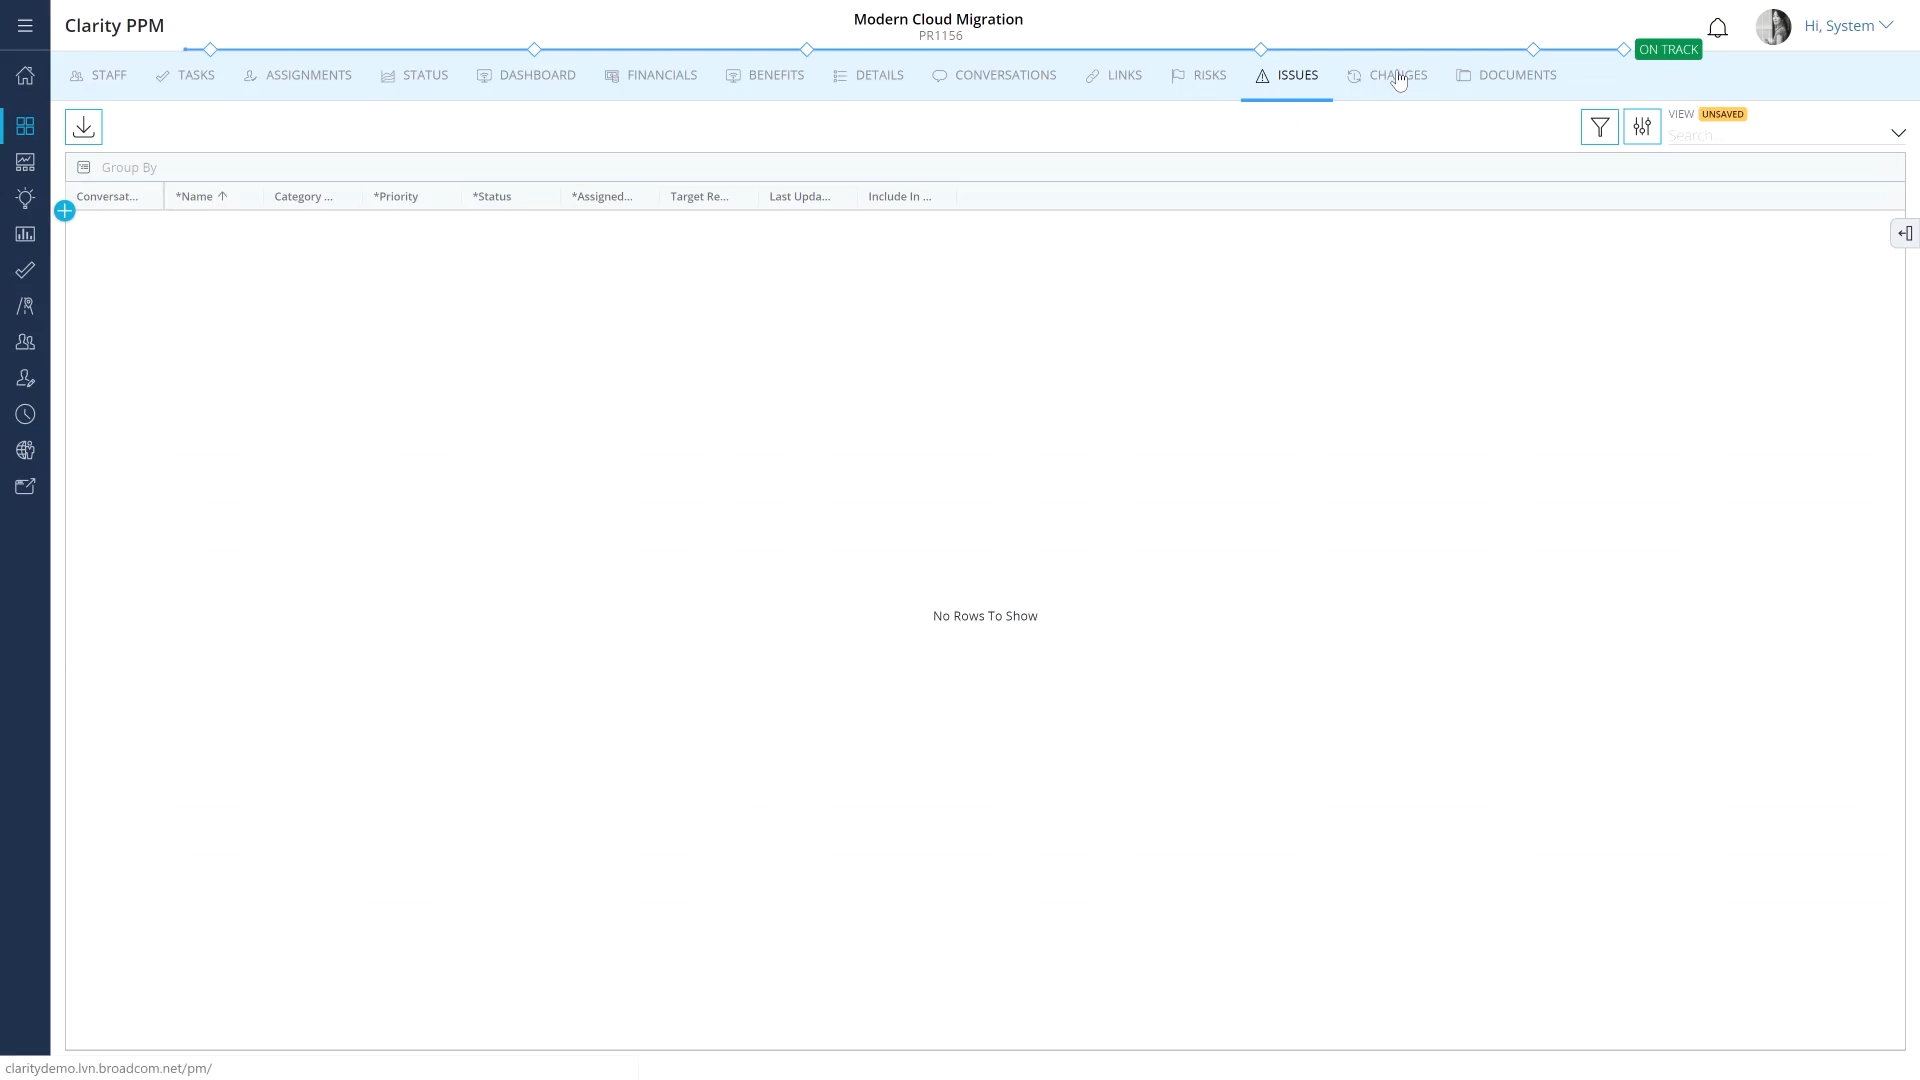 Clarity PPM
Modern Cloud Migration
PR1156
Hi, System
ON TRACK
STAFF
TASKS
ASSIGNMENTS
STATUS
DASHBOARD
FINANCIALS
BENEFITS
DETAILS
CONVERSATIONS
LINKS
RISKS
ISSUES
CHANGES
DOCUMENTS
VIEW UNSAVED
Search...
Group By
Conversat...
*Name
Category ...
*Priority
*Status
*Assigned...
Target Re...
Last Upda...
Include In ...
No Rows To Show
claritydemo.lvn.broadcom.net/pm/